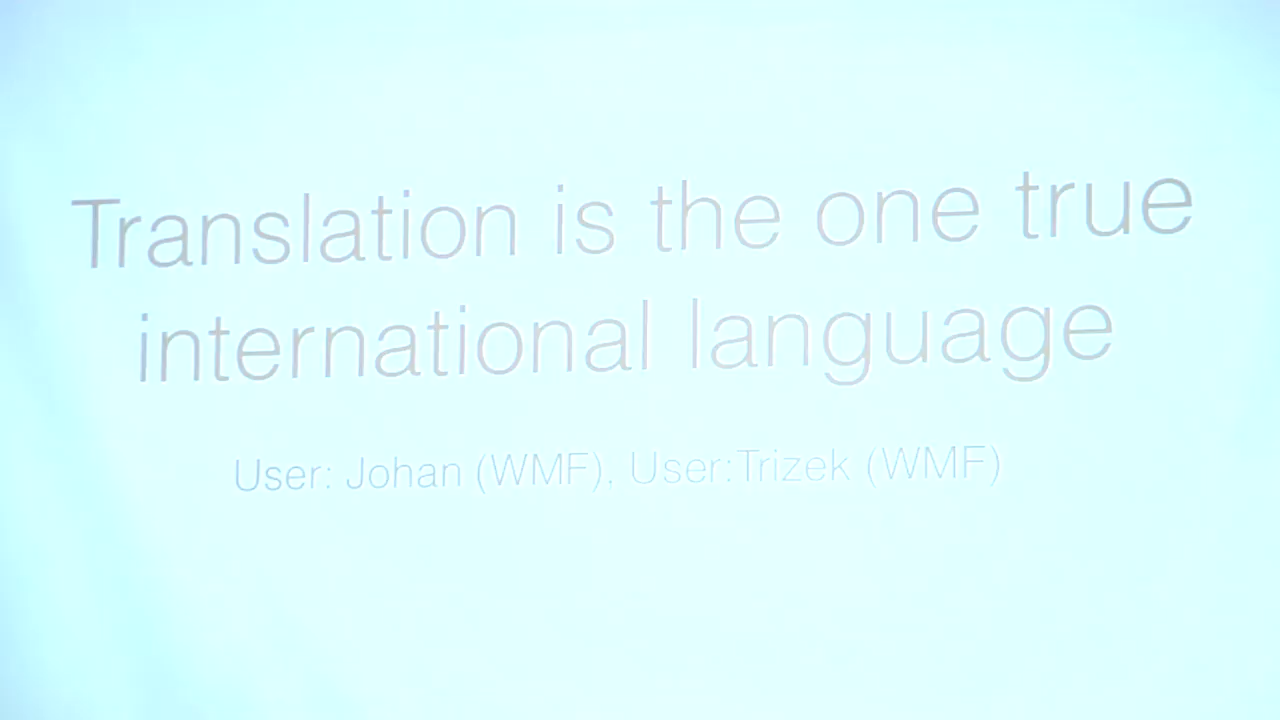 Translation is the one true
international language
User: Johan (WMF), User:Trizek (WMF)